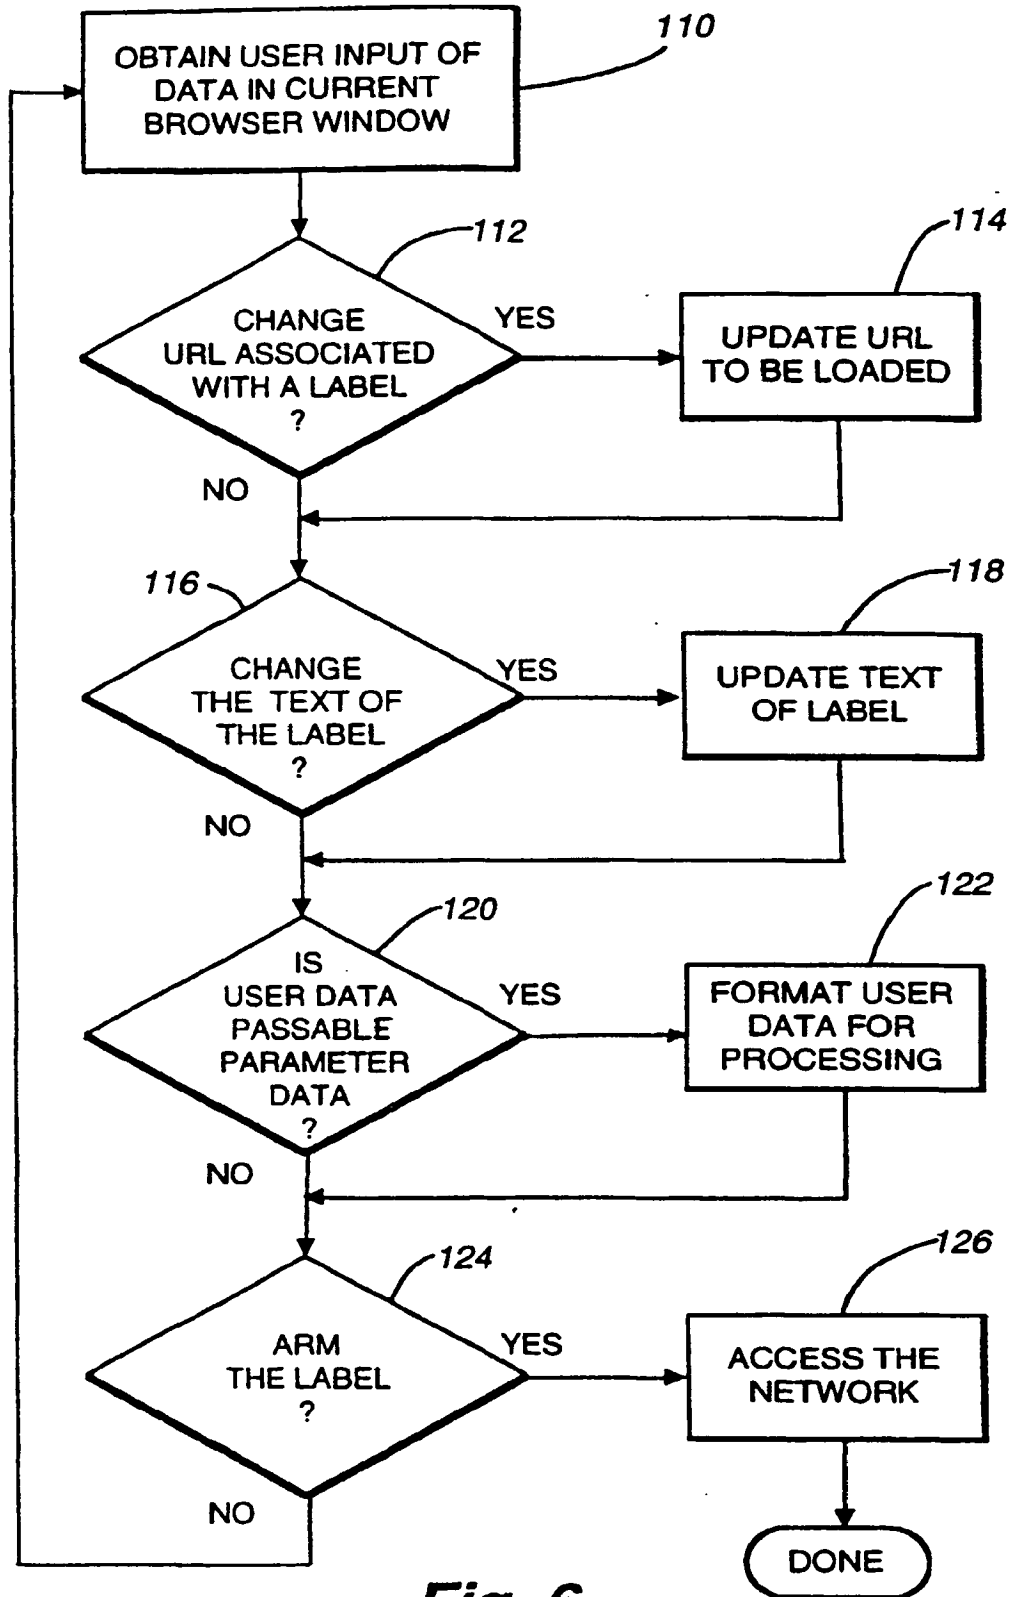 110
OBTAIN USER INPUT OF
DATA IN CURRENT
BROWSER WINDOW
112
114
CHANGE
URL ASSOCIATED
WITH A LABEL
?
YES
UPDATE URL
TO BE LOADED
NO
116
118
CHANGE
THE TEXT OF
THE LABEL
?
YES
UPDATE TEXT
OF LABEL
NO
120
122
IS
USER DATA
PASSABLE
PARAMETER
DATA
?
YES
FORMAT USER
DATA FOR
PROCESSING
NO
124
126
ARM
THE LABEL
?
YES
ACCESS THE
NETWORK
NO
DONE
Fig. 6